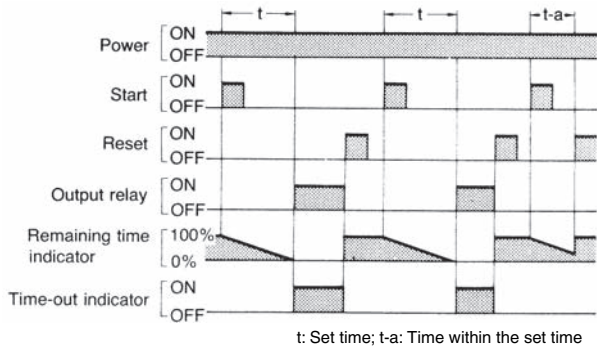 t t t-a
Power ON
OFF
Start ON
OFF
Reset ON
OFF
Output relay ON
OFF
Remaining time indicator 100%
0%
Time-out indicator ON
OFF
t: Set time; t-a: Time within the set time